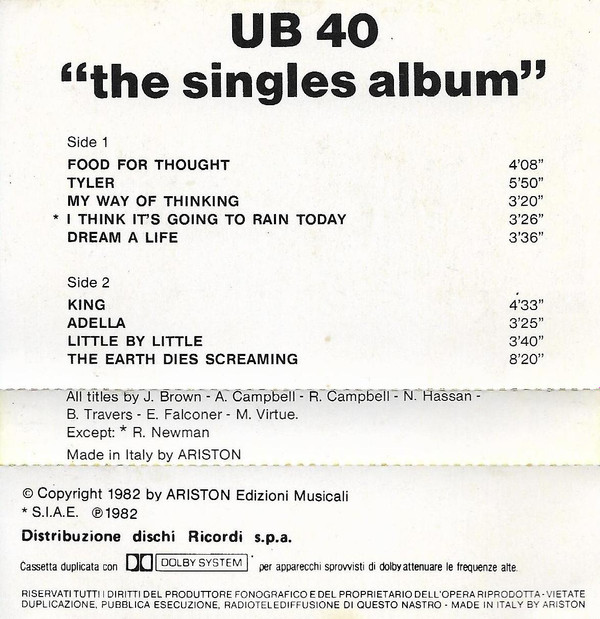 UB 40
“the singles album”
Side 1
FOOD FOR THOUGHT 4'08”
TYLER 5'50”
MY WAY OF THINKING 3'20”
* I THINK IT'S GOING TO RAIN TODAY 3'26”
DREAM A LIFE 3'36”
Side 2
KING 4'33”
ADELLA 3'25”
LITTLE BY LITTLE 3'40”
THE EARTH DIES SCREAMING 8'20”
All titles by J. Brown - A. Campbell - R. Campbell - N. Hassan -
B. Travers - E. Falconer - M. Virtue.
Except: * R. Newman
Made in Italy by ARISTON
© Copyright 1982 by ARISTON Edizioni Musicali
* S.I.A.E. ℗1982
Distribuzione dischi Ricordi s.p.a.
Cassetta duplicata con DOLBY SYSTEM per apparecchi sprovvisti di dolby attenuare le frequenze alte.
RISERVATI TUTTI I DIRITTI DEL PRODUTTORE FONOGRAFICO E DEL PROPRIETARIO DELL'OPERA RIPRODOTTA - VIETATE
DUPLICAZIONE, PUBBLICA ESECUZIONE, RADIOTELEDIFFUSIONE DI QUESTO NASTRO - MADE IN ITALY BY ARISTON